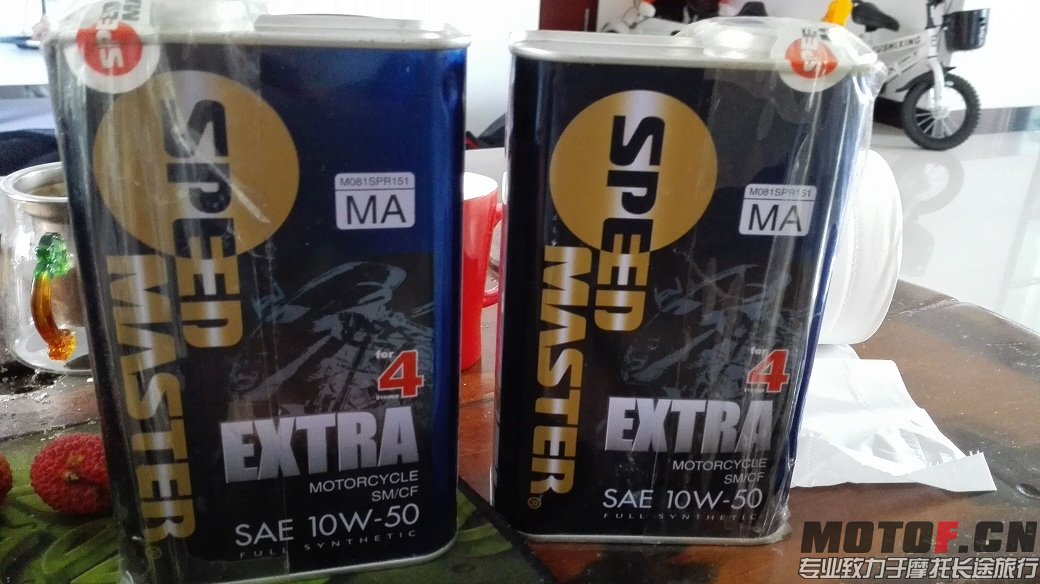 SPEED
MASTER
M081SPR151
MA
for 4
EXTRA
MOTORCYCLE
SM/CF
SAE 10W-50
FULL SYNTHETIC
SPEED
MASTER
M081SPR151
MA
for 4
EXTRA
MOTORCYCLE
SM/CF
SAE 10W-50
FULL SYNTHETIC
MOTOF.CN
专业致力于摩托长途旅行